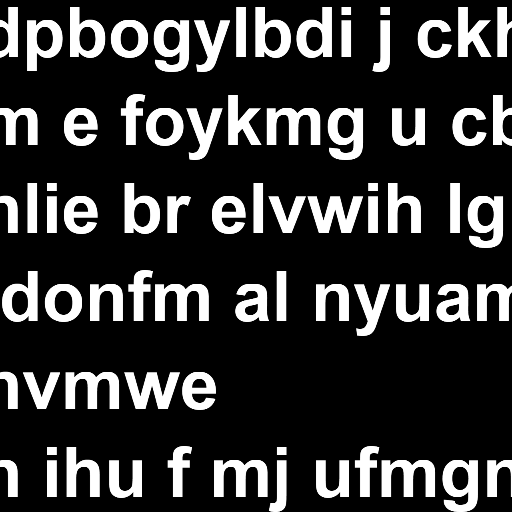 dpbogylbdi j ckh
m e foykmg u cb
nlie br elvwih lg
donfm al nyuam
nvmwe
n ihu f mj ufmgn